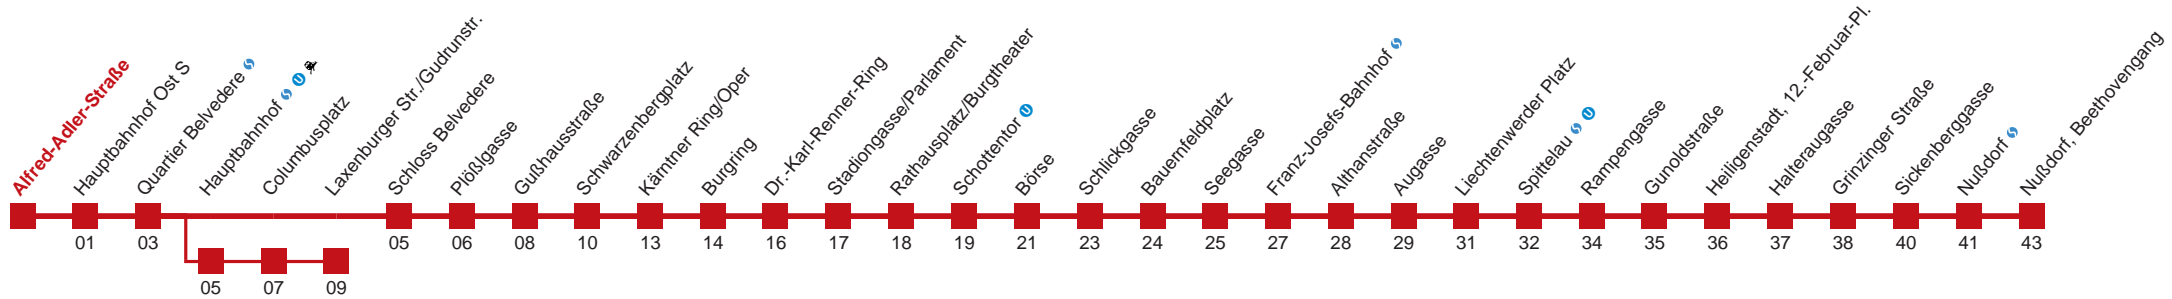 Alfred-Adler-Straße
Hauptbahnhof Ost S
Quartier Belvedere S
Hauptbahnhof S U
Columbusplatz
Laxenburger Str./Gudrunstr.
Schloss Belvedere
Plößlgasse
Gußhausstraße
Schwarzenbergplatz
Kärntner Ring/Oper
Burgring
Dr.-Karl-Renner-Ring
Stadiongasse/Parlament
Rathausplatz/Burgtheater
Schottentor U
Börse
Schlickgasse
Bauernfeldplatz
Seegasse
Franz-Josefs-Bahnhof S
Althanstraße
Augasse
Liechtenwerder Platz
Spittelau S U
Rampengasse
Gunoldstraße
Heiligenstadt, 12.-Februar-Pl.
Halteraugasse
Grinzinger Straße
Sickenberggasse
Nußdorf S
Nußdorf, Beethovengang
01 03 05 06 08 10 13 14 16 17 18 19 21 23 24 25 27 28 29 31 32 34 35 36 37 38 40 41 43
05 07 09